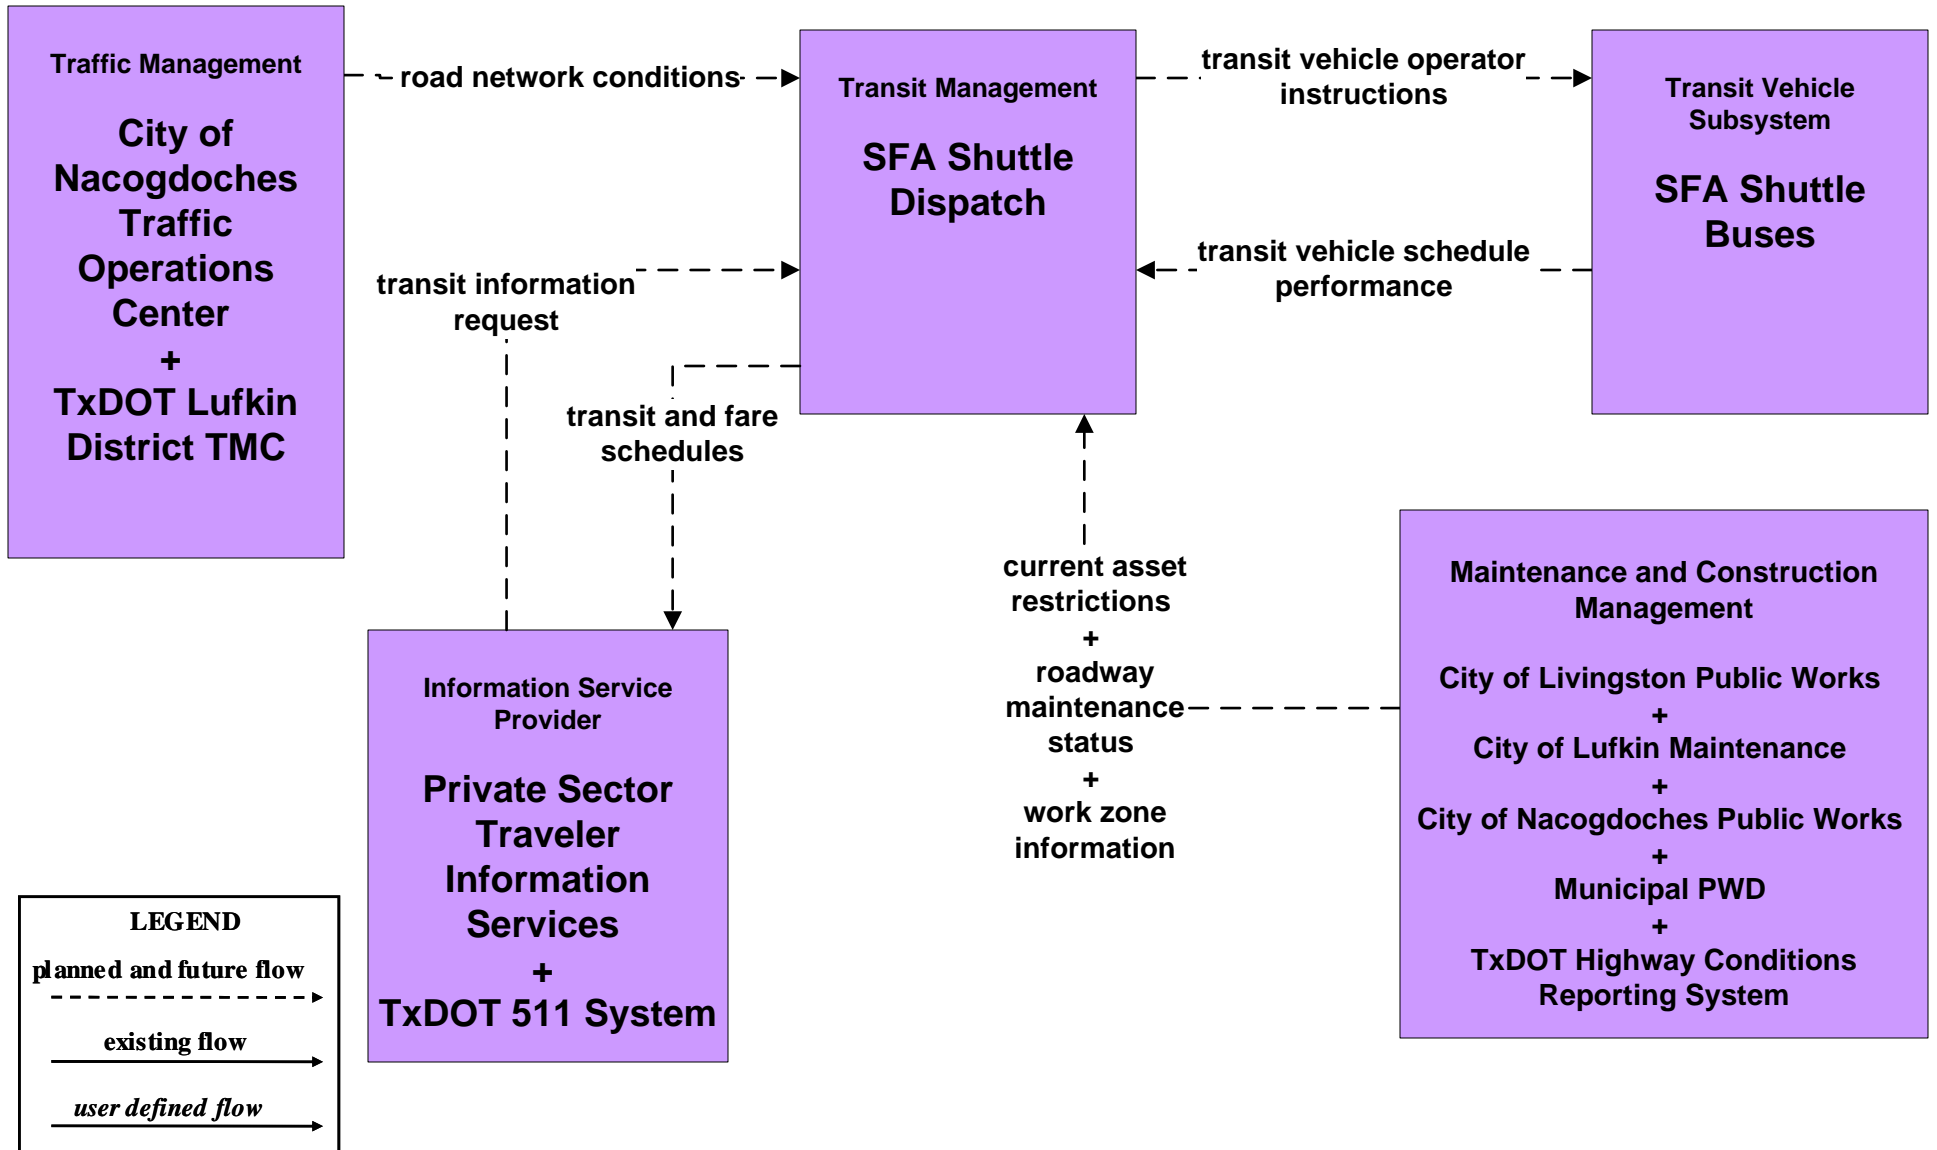 Traffic Management
City of
Nacogdoches
Traffic
Operations
Center
+
TxDOT Lufkin
District TMC
road network conditions
Transit Management
SFA Shuttle
Dispatch
transit vehicle operator
instructions
Transit Vehicle
Subsystem
SFA Shuttle
Buses
transit vehicle schedule
performance
transit information
request
transit and fare
schedules
current asset
restrictions
+
roadway
maintenance
status
+
work zone
information
Maintenance and Construction
Management
City of Livingston Public Works
+
City of Lufkin Maintenance
+
City of Nacogdoches Public Works
+
Municipal PWD
+
TxDOT Highway Conditions
Reporting System
Information Service
Provider
Private Sector
Traveler
Information
Services
+
TxDOT 511 System
LEGEND
planned and future flow
existing flow
user defined flow